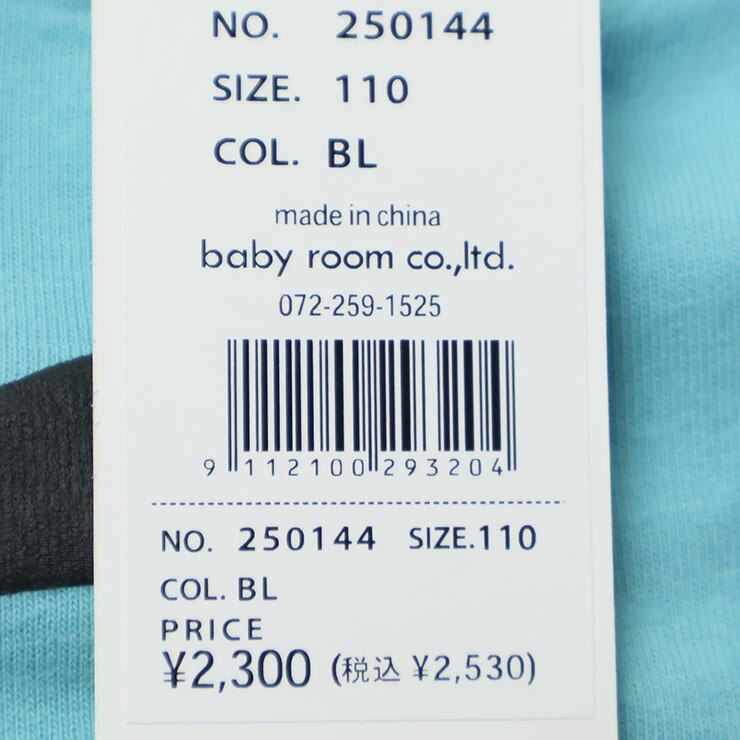 NO. 250144
SIZE. 110
COL. BL
made in china
baby room co.,ltd.
072-259-1525
9 112100 293204
NO. 250144 SIZE.110
COL. BL
PRICE
¥2,300 (税込 ¥2,530)